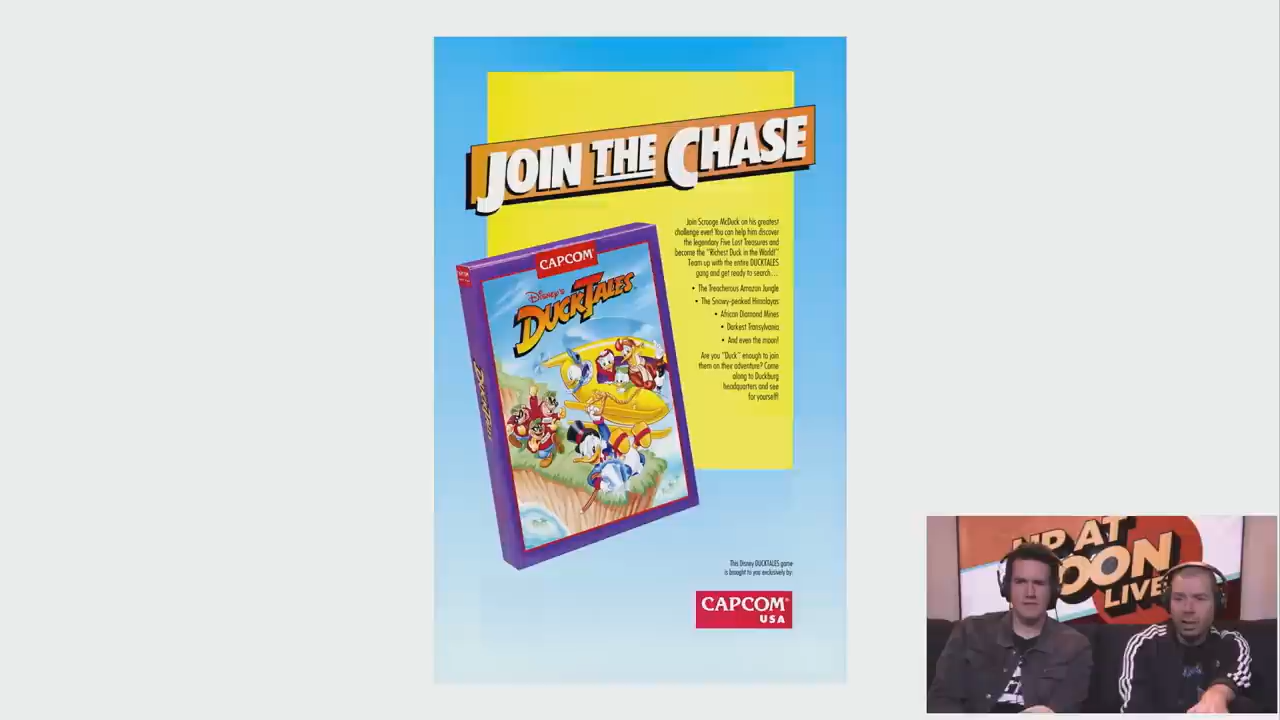 JOIN THE CHASE
Join Scrooge McDuck on his greatest
challenge ever! You can help him discover
the legendary Five Lost Treasures and
become the "Richest Duck in the World!"
Team up with the entire DUCKTALES
gang and get ready to search…
• The Treacherous Amazon Jungle
• The Snowy-peaked Himalayas
• African Diamond Mines
• Darkest Transylvania
• And even the moon!
Are you "Duck" enough to join
them on their adventure? Come
along to Duckburg
headquarters and see
for yourself!
CAPCOM®
Disney's
DUCKTALES
DUCKTALES
This Disney DUCKTALES game
is brought to you exclusively by:
CAPCOM®
USA
UP AT
NOON
LIVE